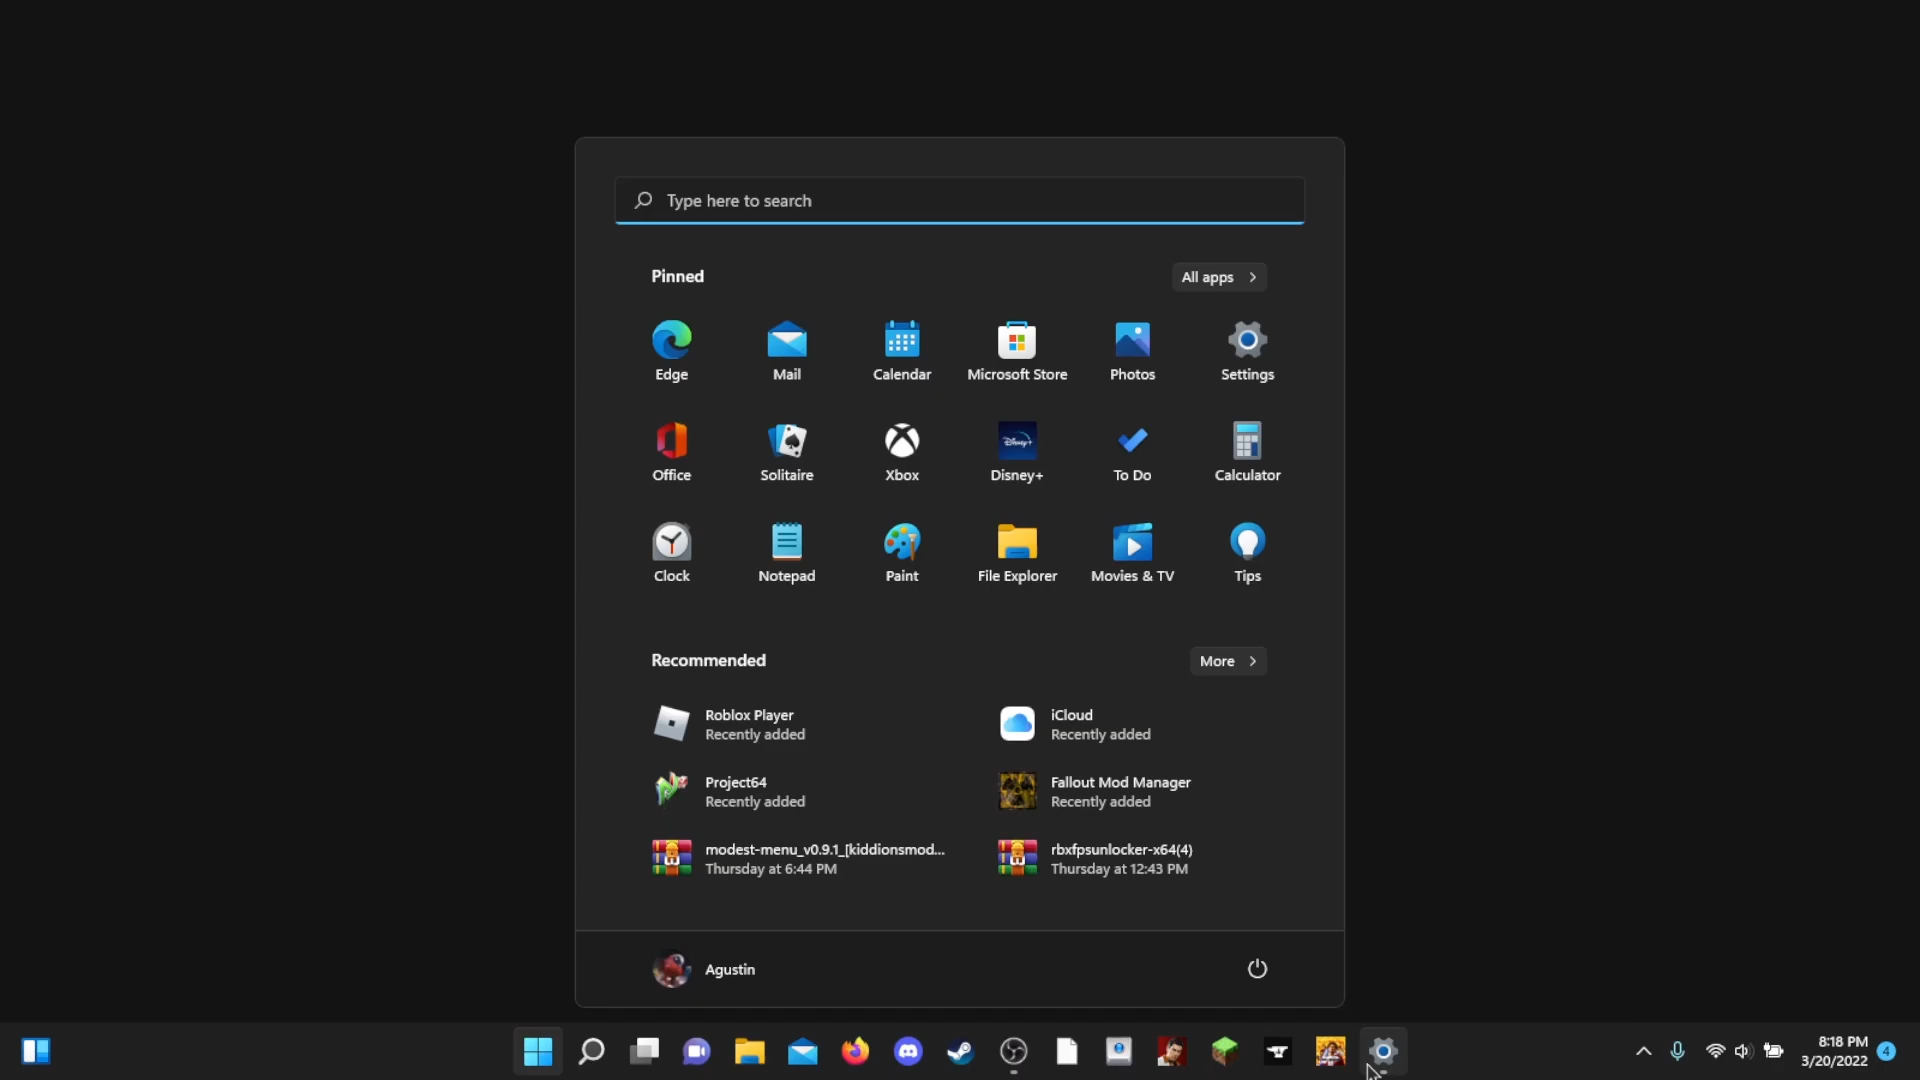 Type here to search
Pinned
All apps
Edge
Mail
Calendar
Microsoft Store
Photos
Settings
Office
Solitaire
Xbox
Disney+
Disney+
To Do
Calculator
Clock
Notepad
Paint
File Explorer
Movies & TV
Tips
Recommended
More
Roblox Player
Recently added
iCloud
Recently added
Project64
Recently added
Fallout Mod Manager
Recently added
modest-menu_v0.9.1_[kiddionsmod...
Thursday at 6:44 PM
rbxfpsunlocker-x64(4)
Thursday at 12:43 PM
Agustin
8:18 PM
3/20/2022
4